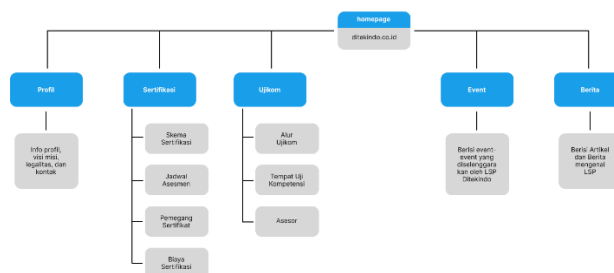 homepage
ditekindo.co.id
Profil
Sertifikasi
Ujikom
Event
Berita
Info profil,
visi misi,
legalitas, dan
kontak
Skema
Sertifikasi
Jadwal
Asesmen
Pemegang
Sertifikat
Biaya
Sertifikasi
Alur
Ujikom
Tempat Uji
Kompetensi
Asesor
Berisi event-
event yang
diselenggara
kan oleh LSP
Ditekindo
Berisi Artikel
dan Berita
mengenai
LSP